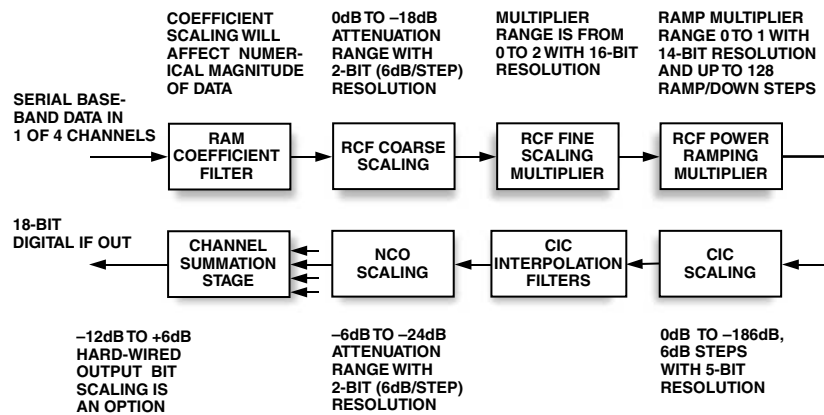 COEFFICIENT
SCALING WILL
AFFECT NUMER-
ICAL MAGNITUDE
OF DATA
0dB TO –18dB
ATTENUATION
RANGE WITH
2-BIT (6dB/STEP)
RESOLUTION
MULTIPLIER
RANGE IS FROM
0 TO 2 WITH 16-BIT
RESOLUTION
RAMP MULTIPLIER
RANGE 0 TO 1 WITH
14-BIT RESOLUTION
AND UP TO 128
RAMP/DOWN STEPS
SERIAL BASE-
BAND DATA IN
1 OF 4 CHANNELS
RAM
COEFFICIENT
FILTER
RCF COARSE
SCALING
RCF FINE
SCALING
MULTIPLIER
RCF POWER
RAMPING
MULTIPLIER
18-BIT
DIGITAL IF OUT
CHANNEL
SUMMATION
STAGE
NCO
SCALING
CIC
INTERPOLATION
FILTERS
CIC
SCALING
–12dB TO +6dB
HARD-WIRED
OUTPUT BIT
SCALING IS
AN OPTION
–6dB TO –24dB
ATTENUATION
RANGE WITH
2-BIT (6dB/STEP)
RESOLUTION
0dB TO –186dB,
6dB STEPS
WITH 5-BIT
RESOLUTION